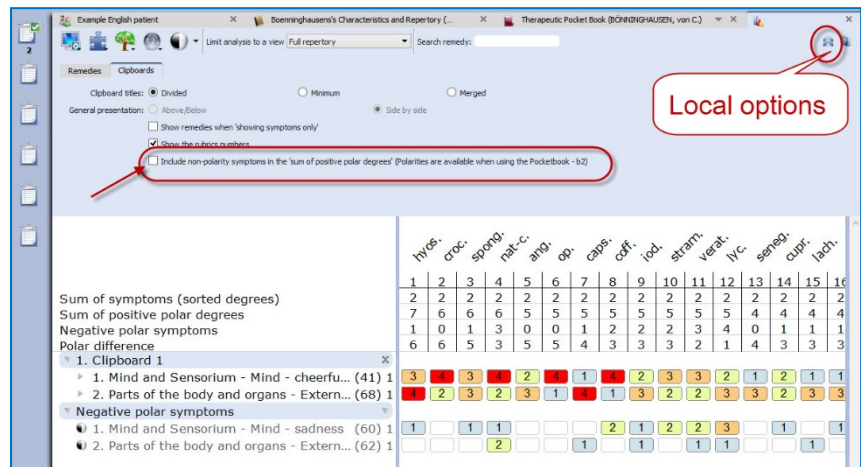 Example English patient × Boenninghausens's Characteristics and Repertory (... × Therapeutic Pocket Book (BÖNNINGHAUSEN, von C.) × ×
2
Limit analysis to a view Full repertory Search remedy:
Remedies Clipboards
Clipboard titles: Divided Minimum Merged
General presentation: Above/Below Side by side
Show remedies when 'showing symptoms only'
Show the rubrics numbers
Include non-polarity symptoms in the 'sum of positive polar degrees' (Polarities are available when using the Pocketbook - b2)
Local options
hyos. croc. spong. nat-c. ang. op. caps. coff. iod. stram. verat. lyc. seneg. cupr. lach.
1 2 3 4 5 6 7 8 9 10 11 12 13 14 15 16
Sum of symptoms (sorted degrees) 2 2 2 2 2 2 2 2 2 2 2 2 2 2 2 2
Sum of positive polar degrees 7 6 6 6 5 5 5 5 5 5 5 5 4 4 4 4
Negative polar symptoms 1 0 1 3 0 0 1 2 2 2 3 4 0 1 1 1
Polar difference 6 6 5 3 5 5 4 3 3 3 2 1 4 3 3 3
1. Clipboard 1 x
1. Mind and Sensorium - Mind - cheerfu... (41) 1 3 4 3 4 2 4 1 4 2 3 3 2 1 2 1 1
2. Parts of the body and organs - Extern... (68) 1 4 2 3 2 3 1 4 1 3 2 2 3 3 2 3 3
Negative polar symptoms
1. Mind and Sensorium - Mind - sadness (60) 1 1 1 1 2 1 2 2 3 1 1
2. Parts of the body and organs - Extern... (62) 1 2 1 1 1 1 1